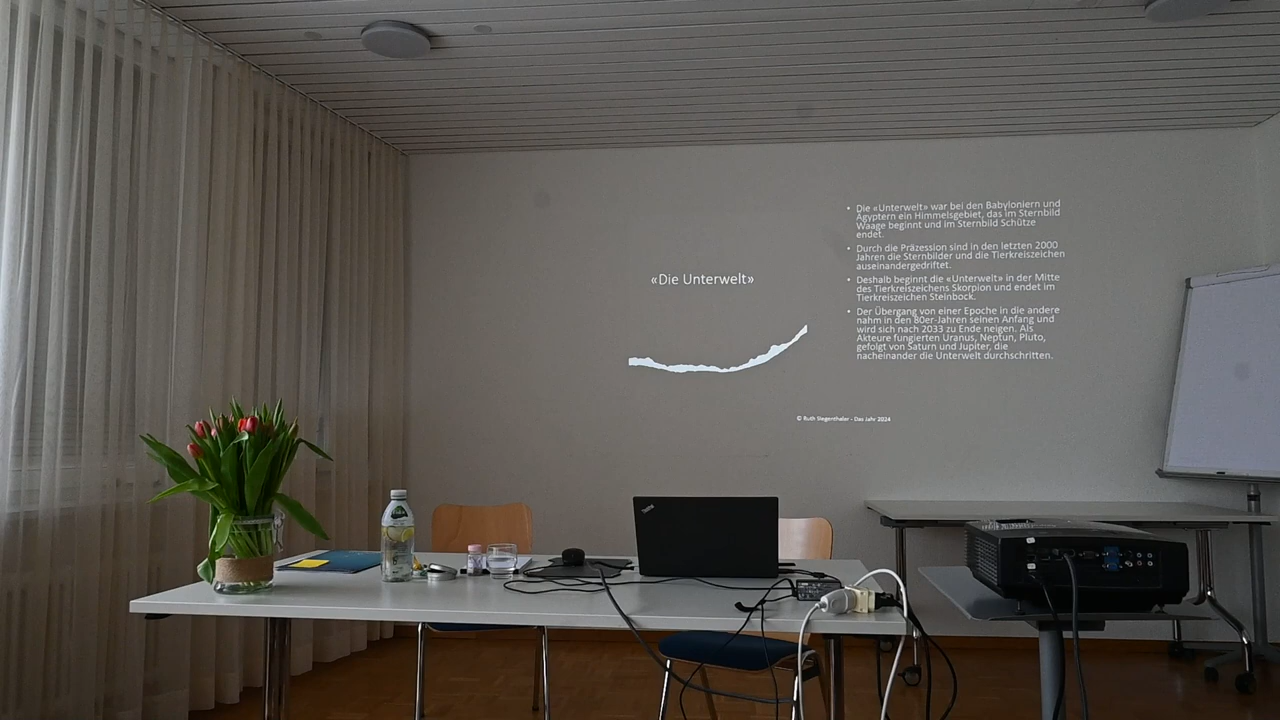 «Die Unterwelt»
• Die «Unterwelt» war bei den Babyloniern und
Ägyptern ein Himmelsgebiet, das im Sternbild
Waage beginnt und im Sternbild Schütze
endet.
• Durch die Präzession sind in den letzten 2000
Jahren die Sternbilder und die Tierkreiszeichen
auseinandergedriftet.
• Deshalb beginnt die «Unterwelt» in der Mitte
des Tierkreiszeichens Skorpion und endet im
Tierkreiszeichen Steinbock.
• Der Übergang von einer Epoche in die andere
nahm in den 80er-Jahren seinen Anfang und
wird sich nach 2033 zu Ende neigen. Als
Akteure fungierten Uranus, Neptun, Pluto,
gefolgt von Saturn und Jupiter, die
nacheinander die Unterwelt durchschritten.
© Ruth Siegenthaler - Das Jahr 2024
ThinkPad